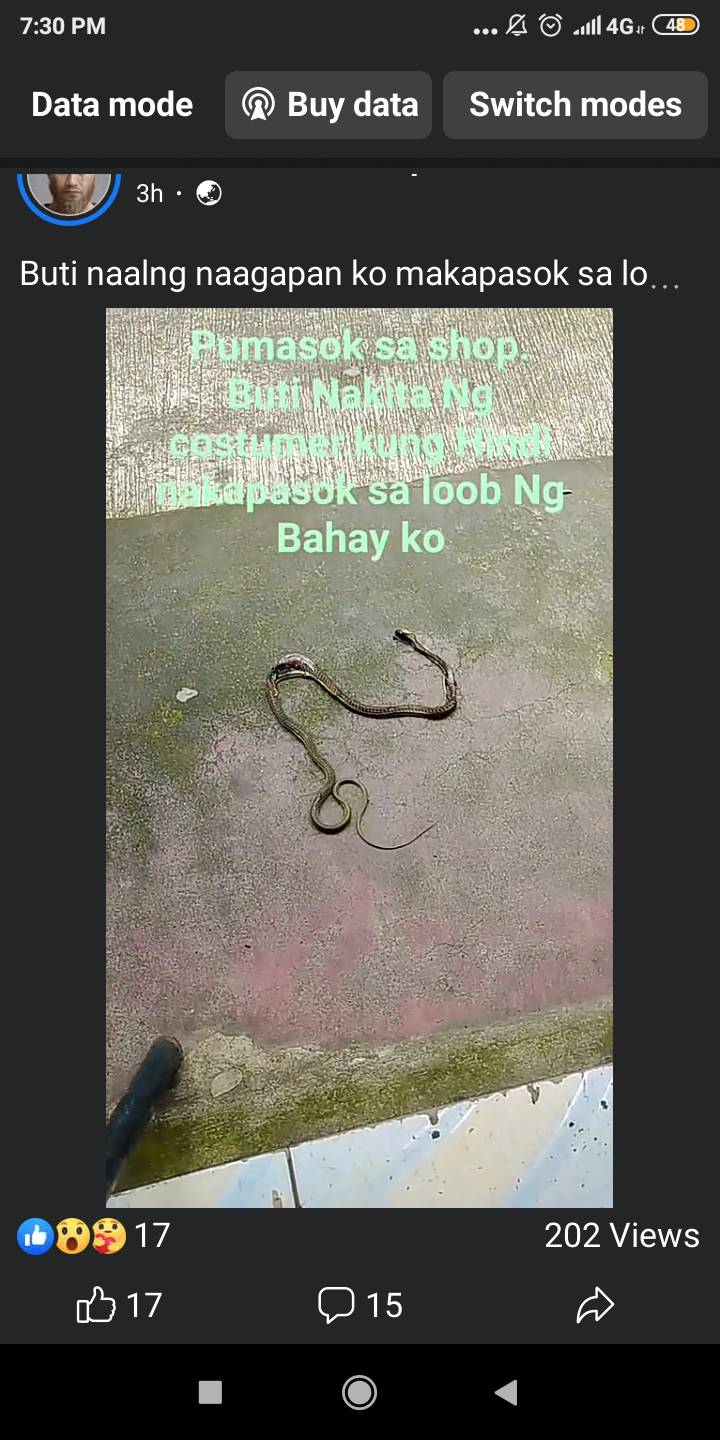 7:30 PM 4G 48
Data mode Buy data Switch modes
3h ·
Buti naalng naagapan ko makapasok sa lo...
Pumasok sa shop.
Buti Nakita Ng
costumer.kung Hindi
nakapasok sa loob Ng
Bahay ko
17 202 Views
17 15